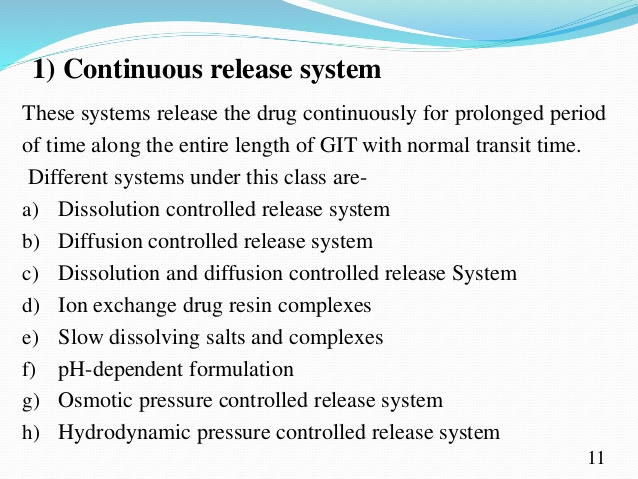 1) Continuous release system
These systems release the drug continuously for prolonged period
of time along the entire length of GIT with normal transit time.
Different systems under this class are-
a) Dissolution controlled release system
b) Diffusion controlled release system
c) Dissolution and diffusion controlled release System
d) Ion exchange drug resin complexes
e) Slow dissolving salts and complexes
f) pH-dependent formulation
g) Osmotic pressure controlled release system
h) Hydrodynamic pressure controlled release system
11